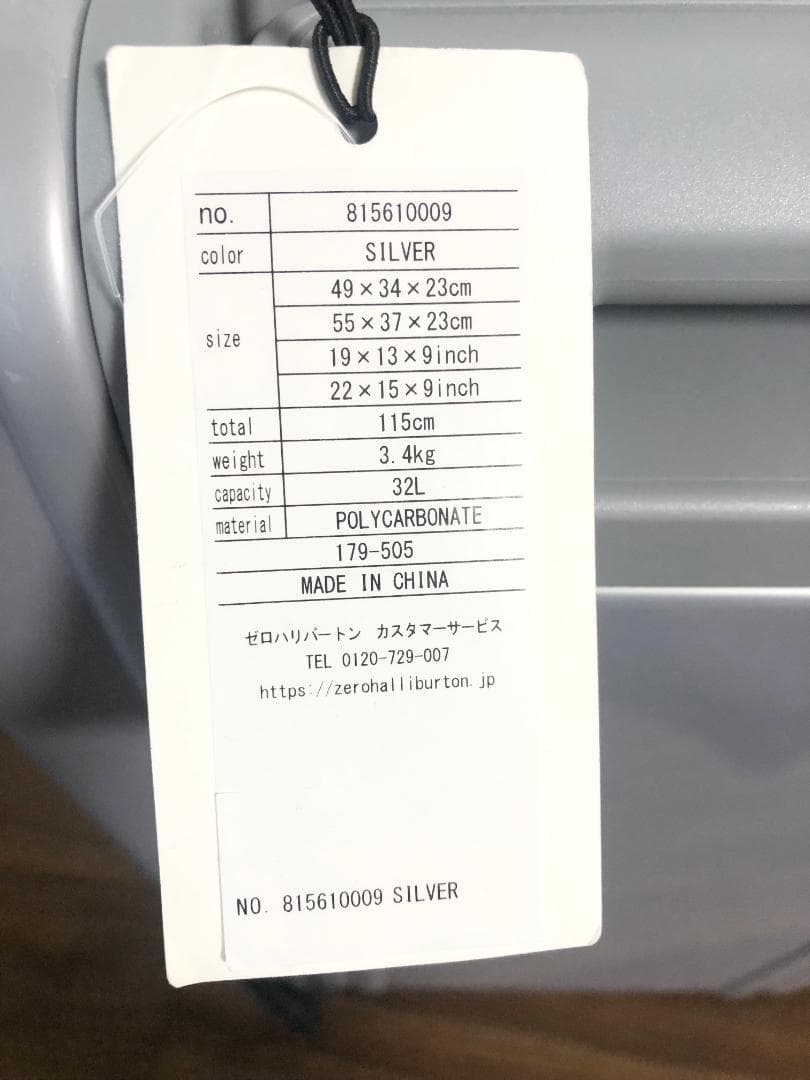 no. 815610009
color SILVER
size 49×34×23cm
55×37×23cm
19×13×9inch
22×15×9inch
total 115cm
weight 3.4kg
capacity 32L
material POLYCARBONATE
179-505
MADE IN CHINA
ゼロハリバートン カスタマーサービス
TEL 0120-729-007
https://zerohalliburton.jp
NO. 815610009 SILVER